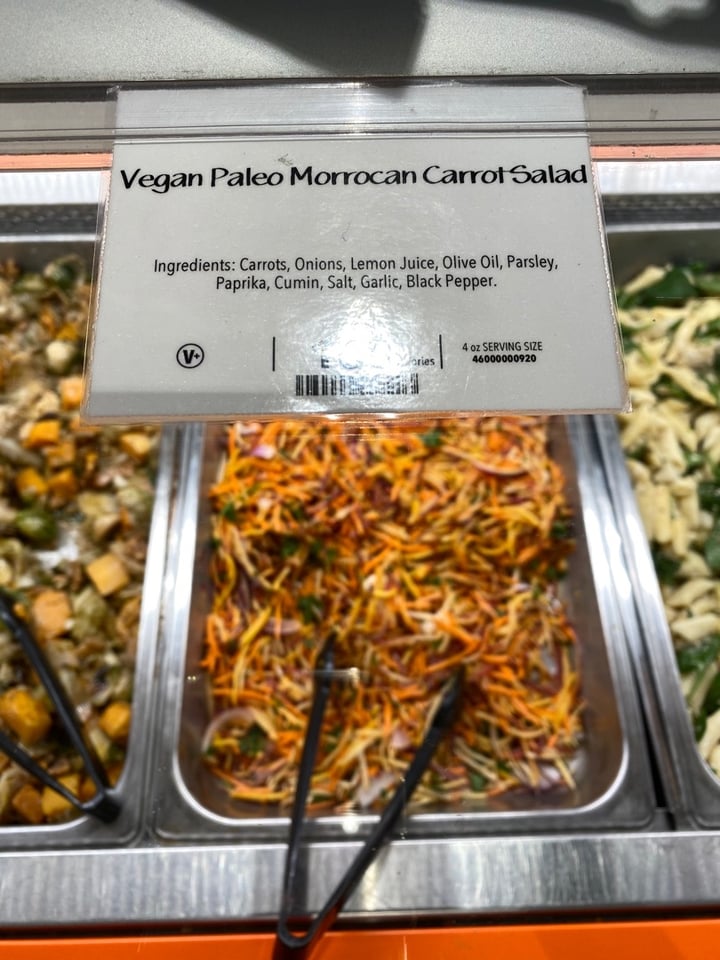 Vegan Paleo Morrocan Carrot Salad
Ingredients: Carrots, Onions, Lemon Juice, Olive Oil, Parsley,
Paprika, Cumin, Salt, Garlic, Black Pepper.
V+
4 oz SERVING SIZE
46000000920